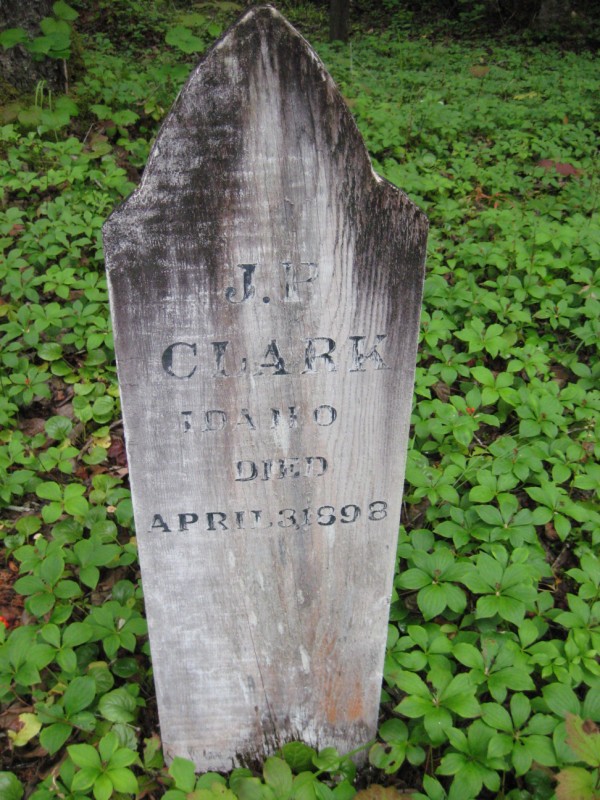 J.P.
CLARK
IDAHO
DIED
APRIL 3, 1898